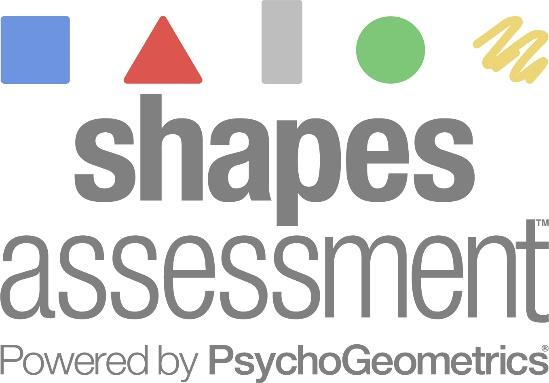 shapes
assessment™
Powered by PsychoGeometrics®